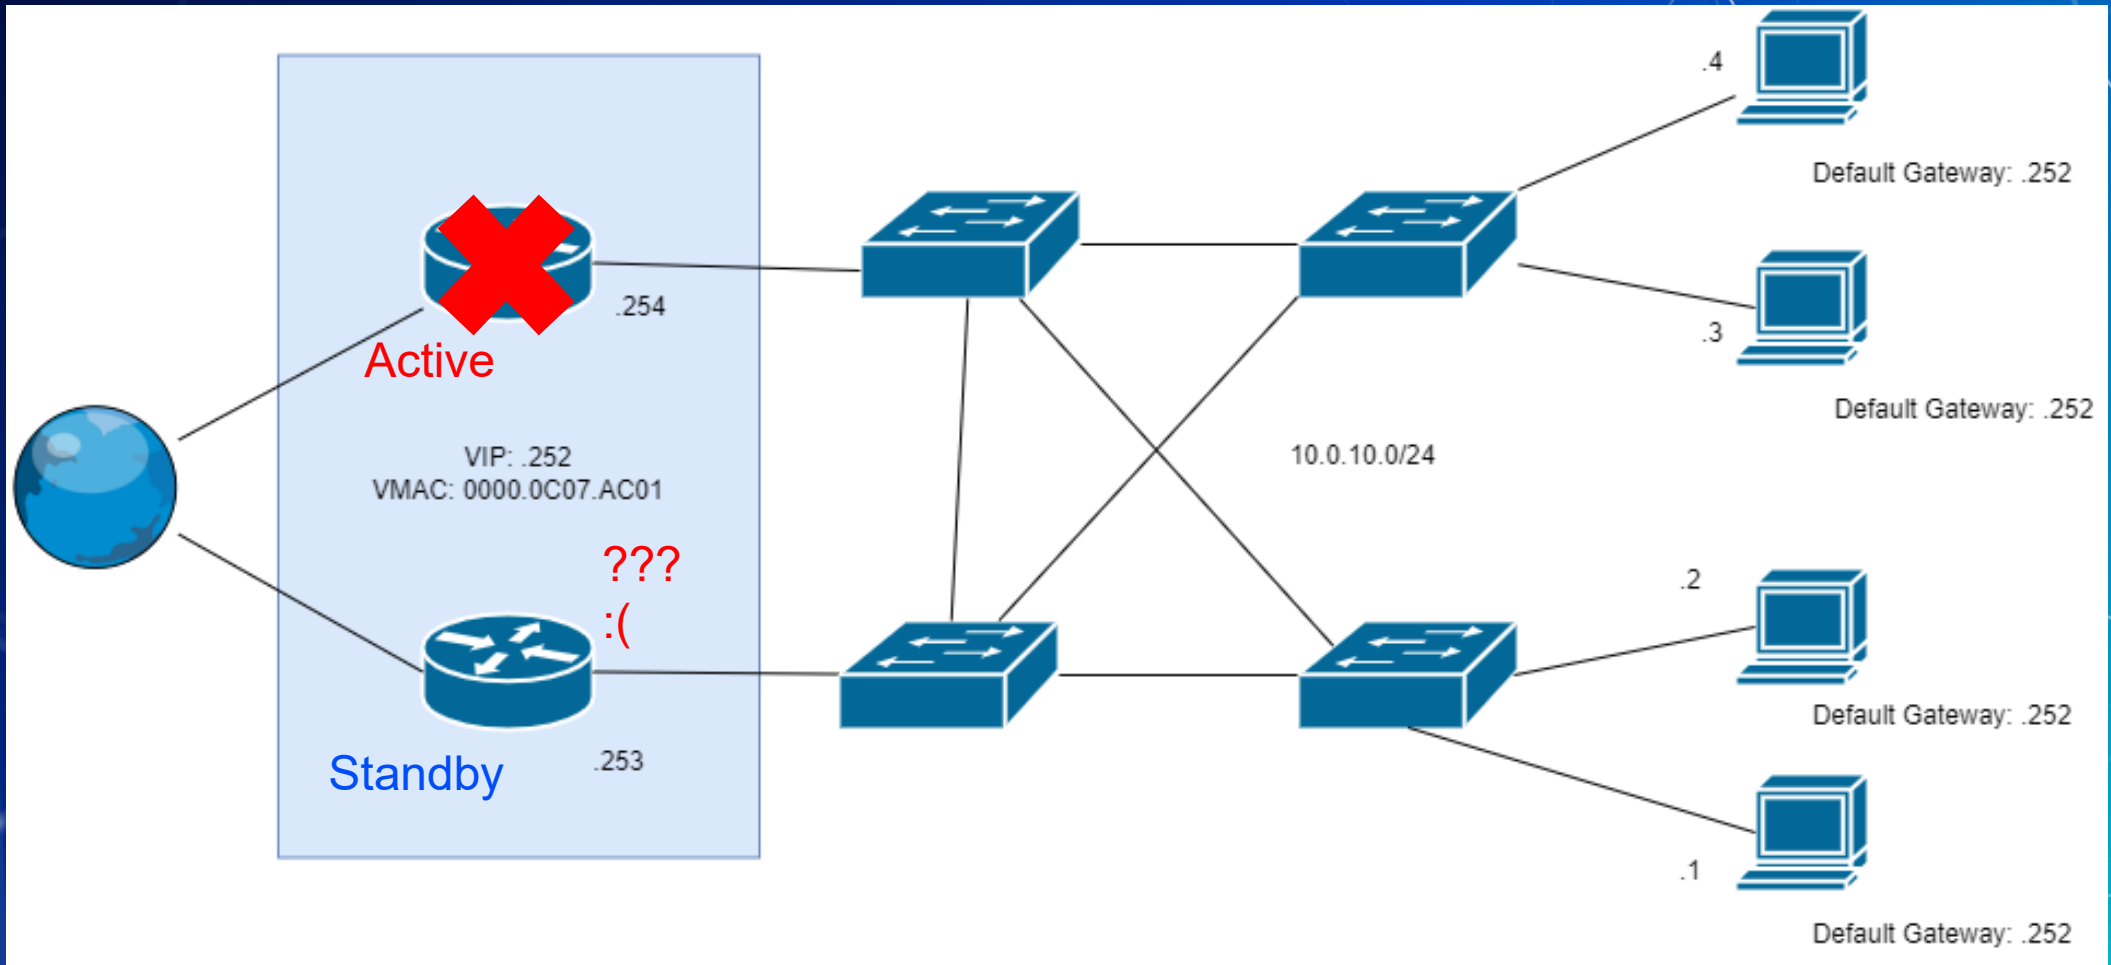 .4
Default Gateway: .252
.254
.3
Active
Default Gateway: .252
VIP: .252
VMAC: 0000.0C07.AC01
10.0.10.0/24
???
:(
.2
Default Gateway: .252
Standby
.253
.1
Default Gateway: .252